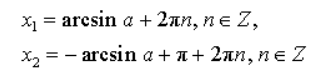 x₁ = arcsin a + 2πn, n ∈ Z,
x₂ = − arcsin a + π + 2πn, n ∈ Z